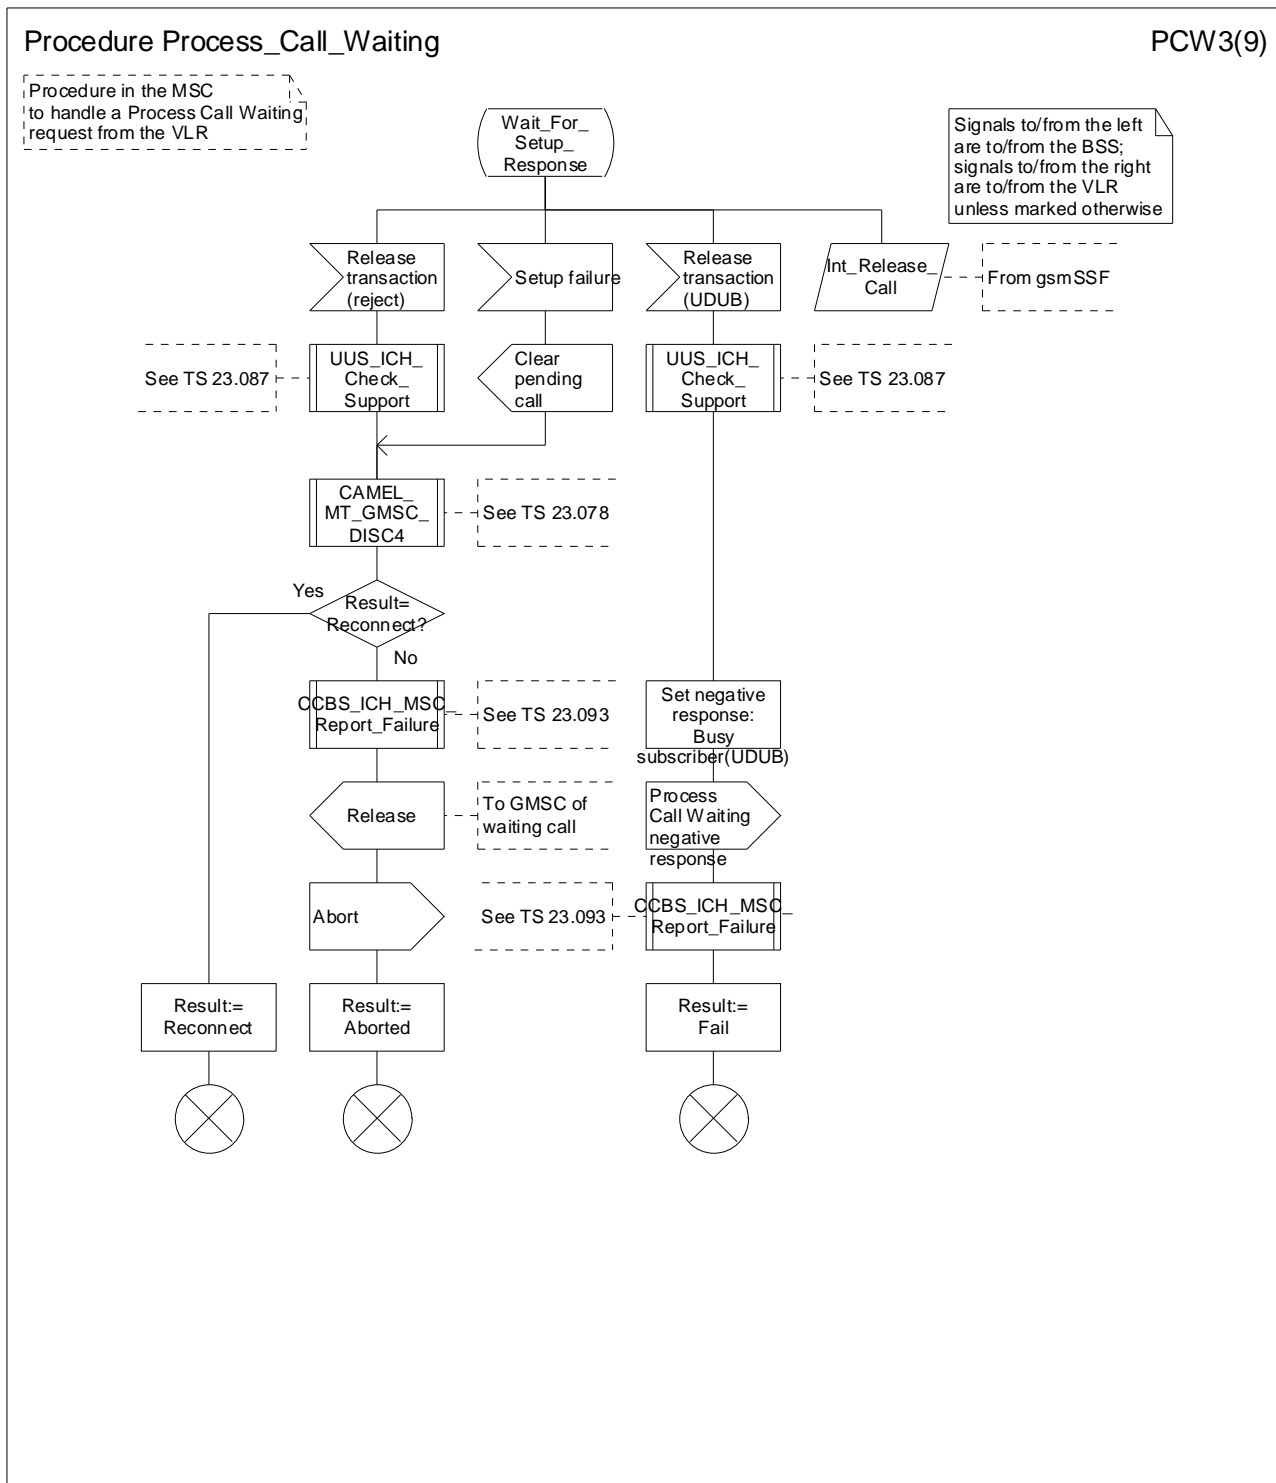 Procedure Process_Call_Waiting
PCW3(9)
Procedure in the MSC
to handle a Process Call Waiting
request from the VLR
Wait_For_
Setup_
Response
Signals to/from the left
are to/from the BSS;
signals to/from the right
are to/from the VLR
unless marked otherwise
Release
transaction
(reject)
Setup failure
Release
transaction
(UDUB)
Int_Release_
Call
From gsmSSF
See TS 23.087
UUS_ICH_
Check_
Support
Clear
pending
call
UUS_ICH_
Check_
Support
See TS 23.087
CAMEL_
MT_GMSC_
DISC4
See TS 23.078
Yes
Result=
Reconnect?
No
CCBS_ICH_MSC_
Report_Failure
See TS 23.093
Set negative
response:
Busy
subscriber(UDUB)
Release
To GMSC of
waiting call
Process
Call Waiting
negative
response
Abort
See TS 23.093
CCBS_ICH_MSC_
Report_Failure
Result:=
Reconnect
Result:=
Aborted
Result:=
Fail